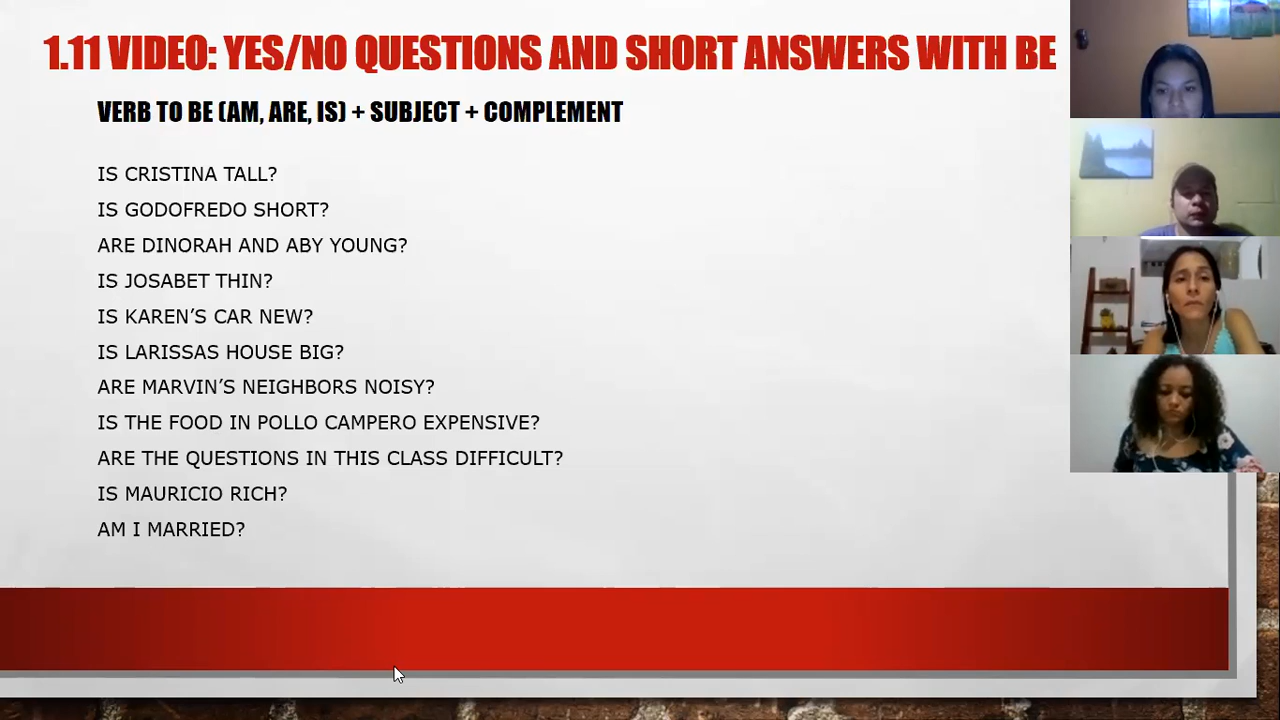 1.11 VIDEO: YES/NO QUESTIONS AND SHORT ANSWERS WITH BE
VERB TO BE (AM, ARE, IS) + SUBJECT + COMPLEMENT
IS CRISTINA TALL?
IS GODOFREDO SHORT?
ARE DINORAH AND ABY YOUNG?
IS JOSABET THIN?
IS KAREN’S CAR NEW?
IS LARISSAS HOUSE BIG?
ARE MARVIN’S NEIGHBORS NOISY?
IS THE FOOD IN POLLO CAMPERO EXPENSIVE?
ARE THE QUESTIONS IN THIS CLASS DIFFICULT?
IS MAURICIO RICH?
AM I MARRIED?